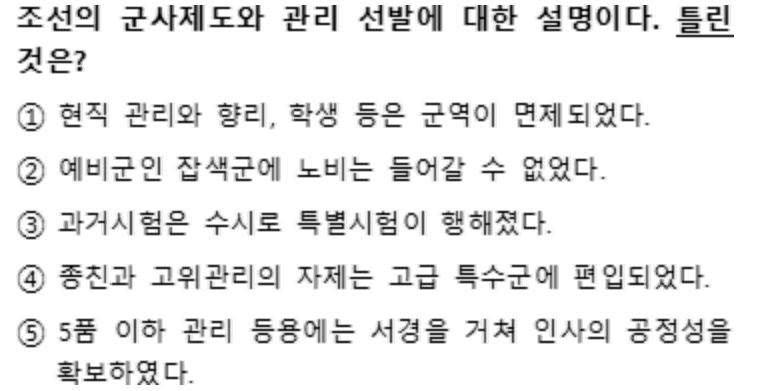 조선의 군사제도와 관리 선발에 대한 설명이다. 틀린
것은?
① 현직 관리와 향리, 학생 등은 군역이 면제되었다.
② 예비군인 잡색군에 노비는 들어갈 수 없었다.
③ 과거시험은 수시로 특별시험이 행해졌다.
④ 종친과 고위관리의 자제는 고급 특수군에 편입되었다.
⑤ 5품 이하 관리 등용에는 서경을 거쳐 인사의 공정성을
확보하였다.